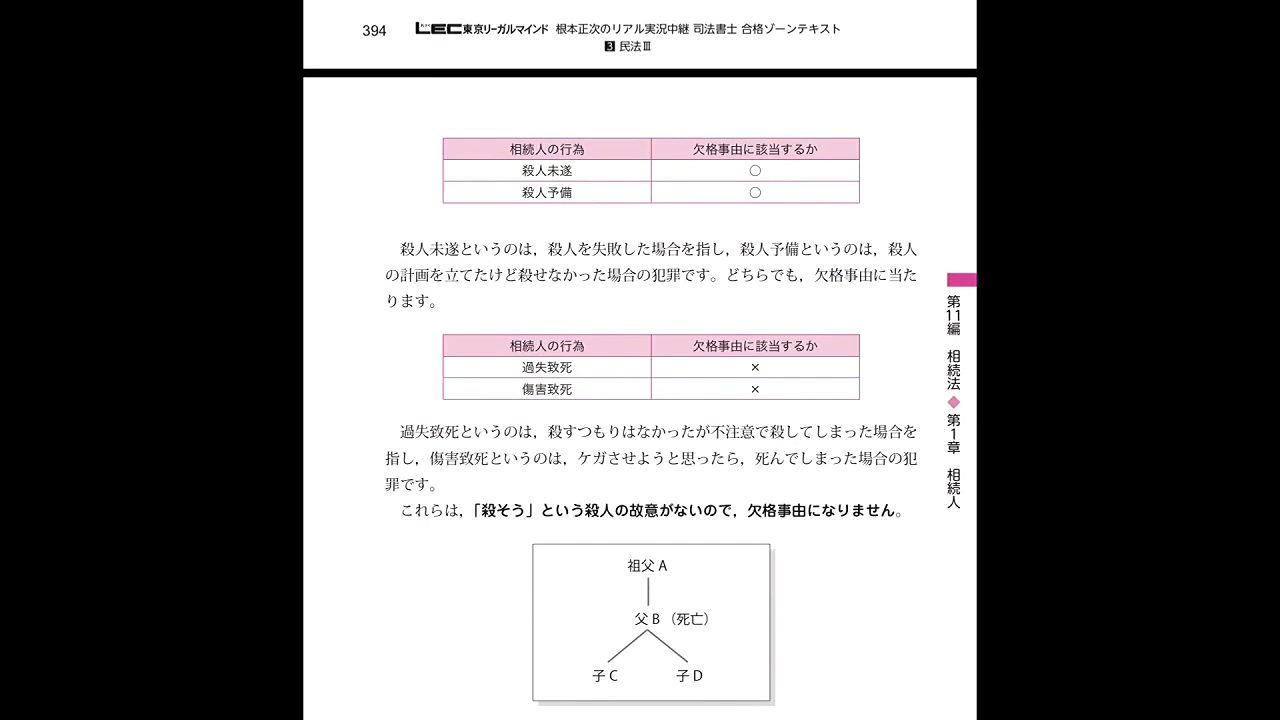 394 LEC東京リーガルマインド 根本正次のリアル実況中継 司法書士 合格ゾーンテキスト
3 民法Ⅲ
相続人の行為 欠格事由に該当するか
殺人未遂 ○
殺人予備 ○
殺人未遂というのは，殺人を失敗した場合を指し，殺人予備というのは，殺人
の計画を立てたけど殺せなかった場合の犯罪です。どちらでも，欠格事由に当た
ります。
相続人の行為 欠格事由に該当するか
過失致死 ×
傷害致死 ×
過失致死というのは，殺すつもりはなかったが不注意で殺してしまった場合を
指し，傷害致死というのは，ケガさせようと思ったら，死んでしまった場合の犯
罪です。
これらは，「殺そう」という殺人の故意がないので，欠格事由になりません。
祖父 A
父 B （死亡）
子 C 子 D
第11編 相続法 ◆ 第1章 相続人